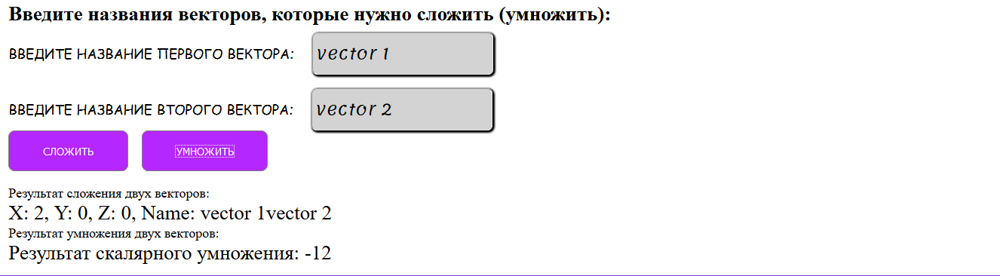 Введите названия векторов, которые нужно сложить (умножить):
ВВЕДИТЕ НАЗВАНИЕ ПЕРВОГО ВЕКТОРА: vector 1
ВВЕДИТЕ НАЗВАНИЕ ВТОРОГО ВЕКТОРА: vector 2
СЛОЖИТЬ УМНОЖИТЬ
Результат сложения двух векторов:
X: 2, Y: 0, Z: 0, Name: vector 1vector 2
Результат умножения двух векторов:
Результат скалярного умножения: -12